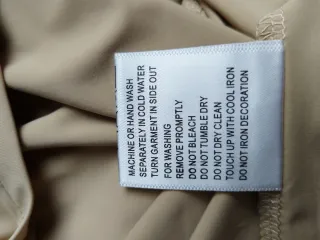 MACHINE OR HAND WASH
SEPARATELY IN COLD WATER
TURN GARMENT IN SIDE OUT
FOR WASHING
REMOVE PROMPTLY
DO NOT BLEACH
DO NOT TUMBLE DRY
DO NOT DRY CLEAN
TOUCH UP WITH COOL IRON
DO NOT IRON DECORATION